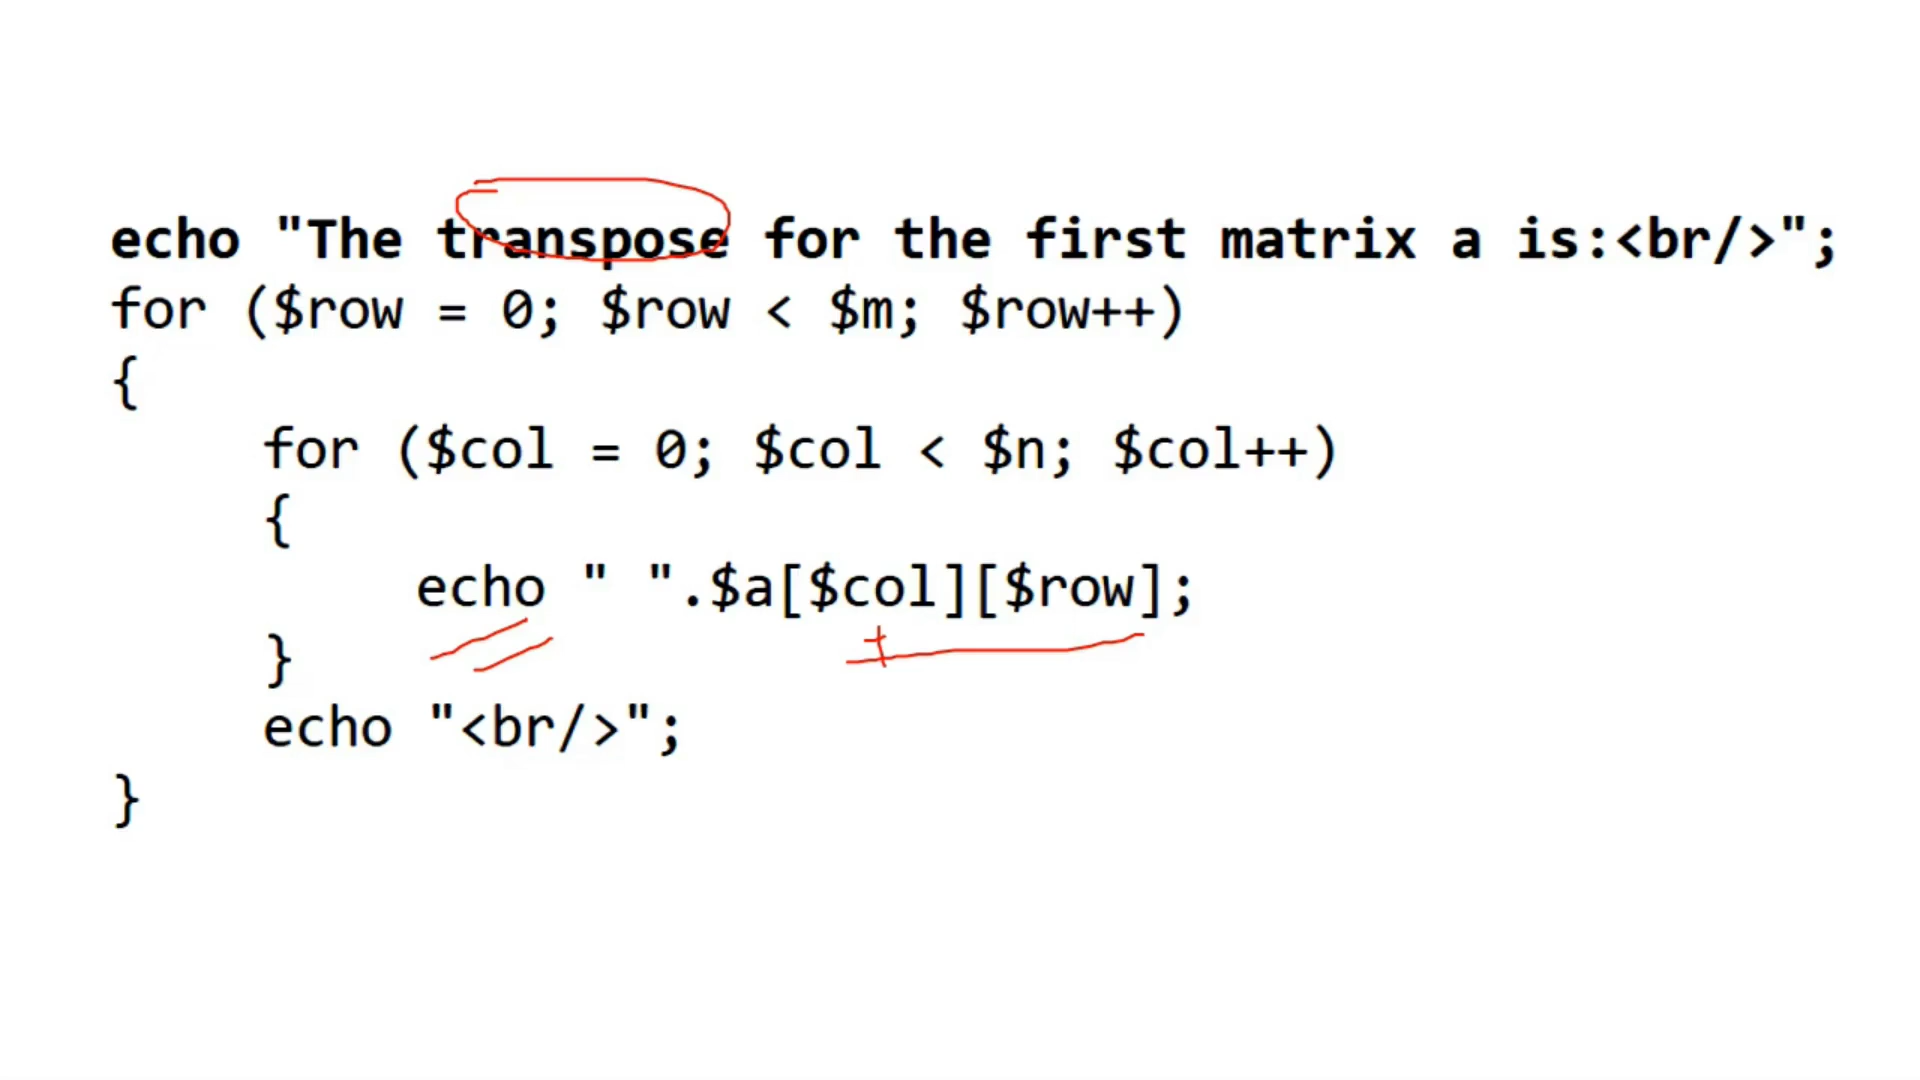 echo "The transpose for the first matrix a is:<br/>";
for ($row = 0; $row < $m; $row++)
{
for ($col = 0; $col < $n; $col++)
{
echo " ".$a[$col][$row];
}
echo "<br/>";
}